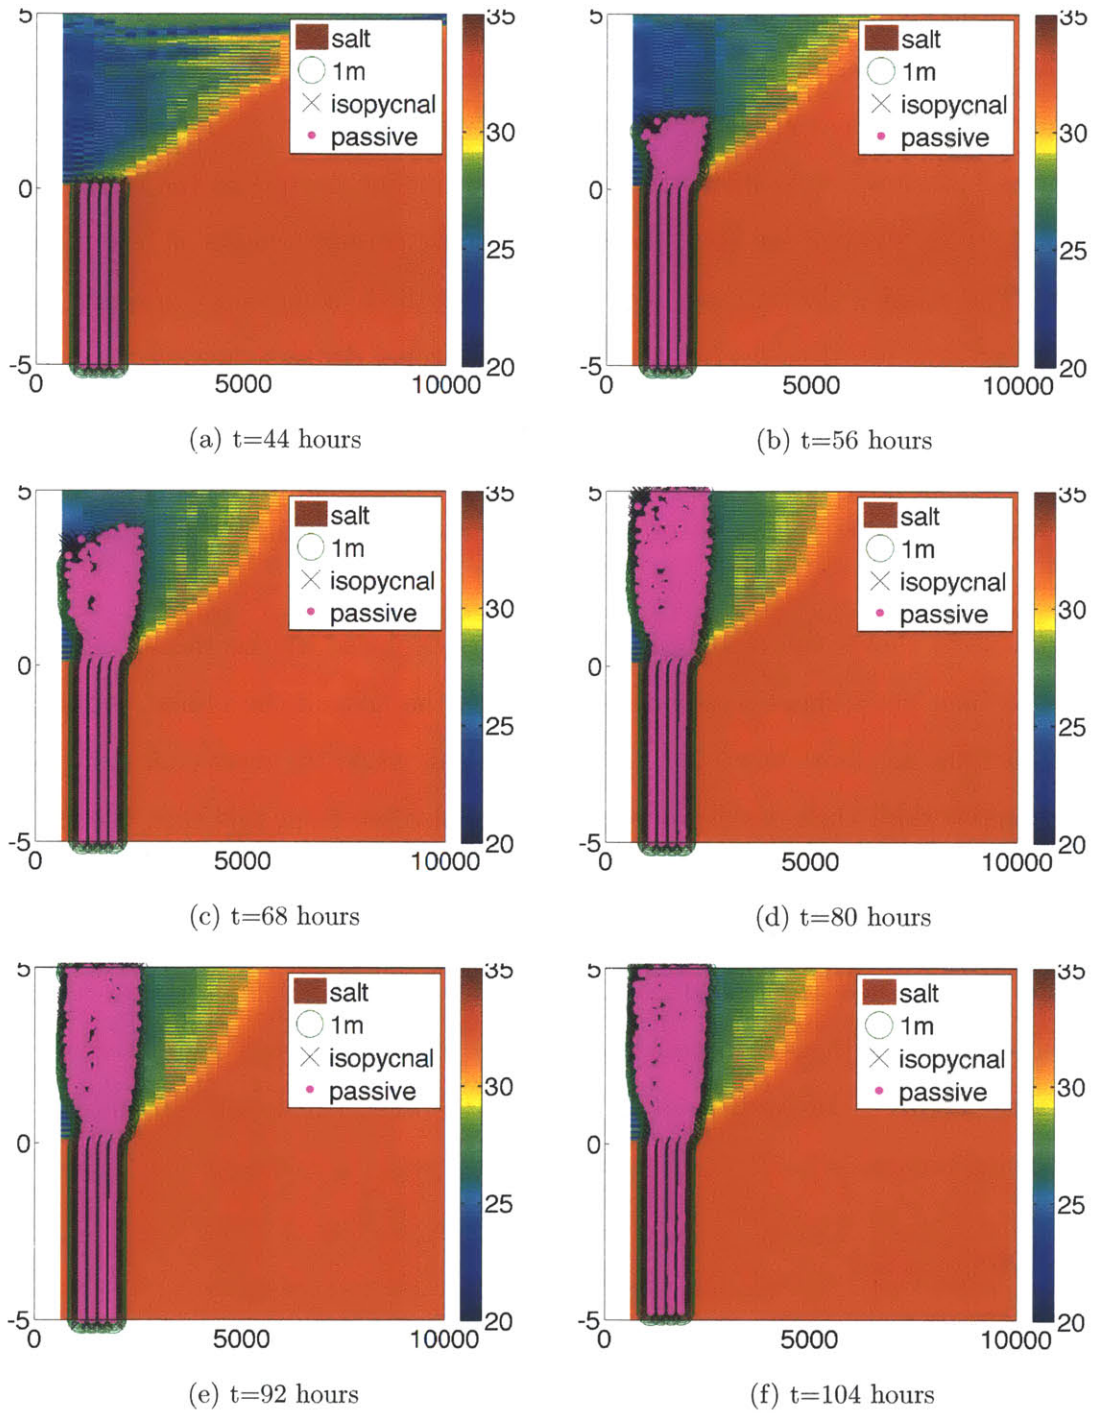 5
0
-5
0
5000
10000
35
30
25
20
salt
1m
isopycnal
passive
(a) t=44 hours
5
0
-5
0
5000
10000
35
30
25
20
salt
1m
isopycnal
passive
(b) t=56 hours
5
0
-5
0
5000
10000
35
30
25
20
salt
1m
isopycnal
passive
(c) t=68 hours
5
0
-5
0
5000
10000
35
30
25
20
salt
1m
isopycnal
passive
(d) t=80 hours
5
0
-5
0
5000
10000
35
30
25
20
salt
1m
isopycnal
passive
(e) t=92 hours
5
0
-5
0
5000
10000
35
30
25
20
salt
1m
isopycnal
passive
(f) t=104 hours